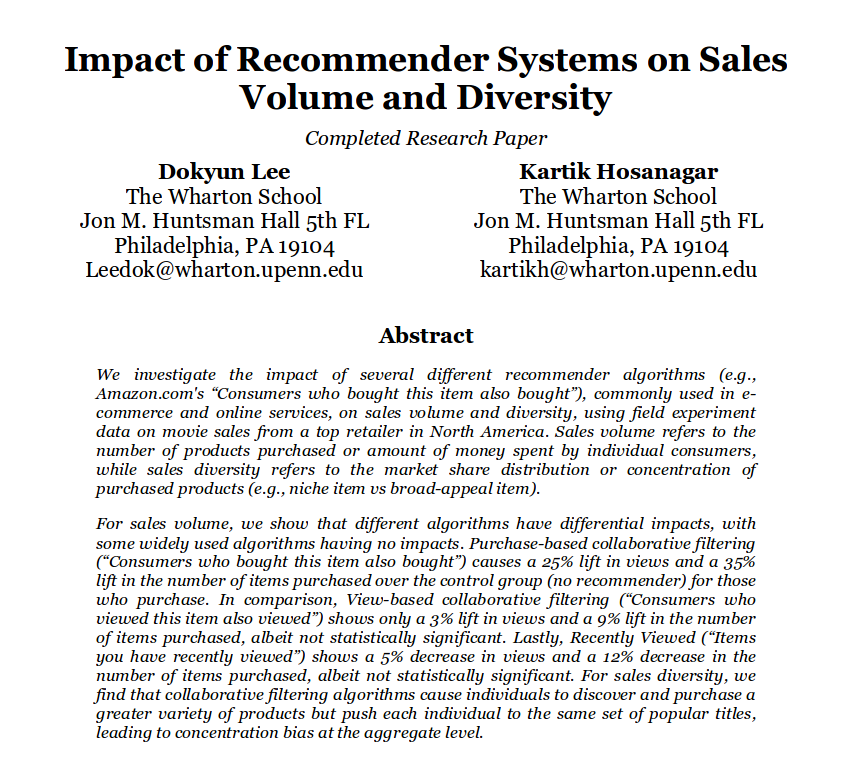 Impact of Recommender Systems on Sales
Volume and Diversity
Completed Research Paper
Dokyun Lee
The Wharton School
Jon M. Huntsman Hall 5th FL
Philadelphia, PA 19104
Leedok@wharton.upenn.edu
Kartik Hosanagar
The Wharton School
Jon M. Huntsman Hall 5th FL
Philadelphia, PA 19104
kartikh@wharton.upenn.edu
Abstract
We investigate the impact of several different recommender algorithms (e.g.,
Amazon.com's “Consumers who bought this item also bought”), commonly used in e-
commerce and online services, on sales volume and diversity, using field experiment
data on movie sales from a top retailer in North America. Sales volume refers to the
number of products purchased or amount of money spent by individual consumers,
while sales diversity refers to the market share distribution or concentration of
purchased products (e.g., niche item vs broad-appeal item).
For sales volume, we show that different algorithms have differential impacts, with
some widely used algorithms having no impacts. Purchase-based collaborative filtering
(“Consumers who bought this item also bought”) causes a 25% lift in views and a 35%
lift in the number of items purchased over the control group (no recommender) for those
who purchase. In comparison, View-based collaborative filtering (“Consumers who
viewed this item also viewed”) shows only a 3% lift in views and a 9% lift in the number
of items purchased, albeit not statistically significant. Lastly, Recently Viewed (“Items
you have recently viewed”) shows a 5% decrease in views and a 12% decrease in the
number of items purchased, albeit not statistically significant. For sales diversity, we
find that collaborative filtering algorithms cause individuals to discover and purchase a
greater variety of products but push each individual to the same set of popular titles,
leading to concentration bias at the aggregate level.